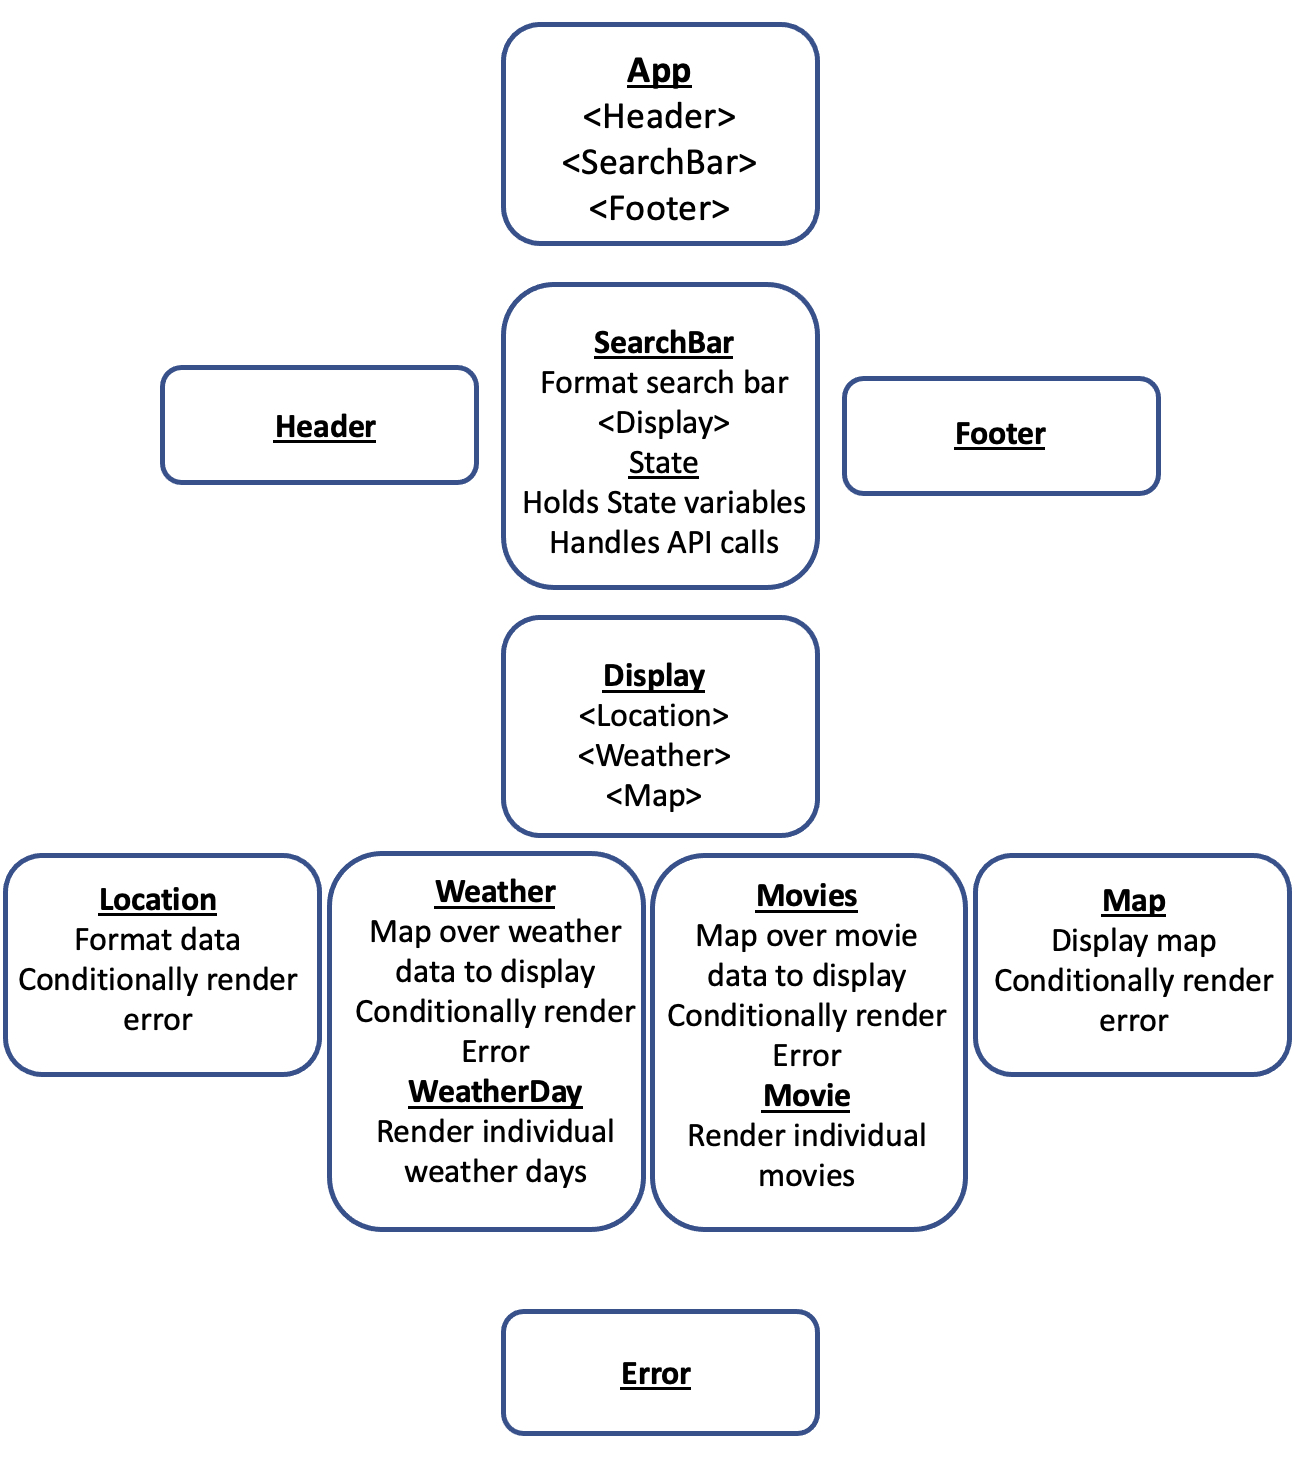 App
<Header>
<SearchBar>
<Footer>
Header
SearchBar
Format search bar
<Display>
State
Holds State variables
Handles API calls
Footer
Display
<Location>
<Weather>
<Map>
Location
Format data
Conditionally render
error
Weather
Map over weather
data to display
Conditionally render
Error
WeatherDay
Render individual
weather days
Movies
Map over movie
data to display
Conditionally render
Error
Movie
Render individual
movies
Map
Display map
Conditionally render
error
Error